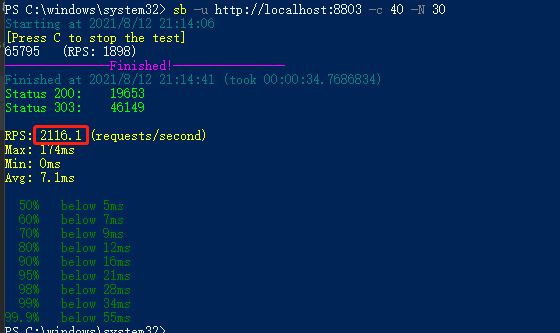 PS C:\windows\system32> sb -u http://localhost:8803 -c 40 -N 30
Starting at 2021/8/12 21:14:06
[Press C to stop the test]
65795   (RPS: 1898)
---------------Finished!----------------
Finished at 2021/8/12 21:14:41 (took 00:00:34.7686834)
Status 200:    19653
Status 303:    46149
RPS: 2116.1 (requests/second)
Max: 174ms
Min: 0ms
Avg: 7.1ms
50%   below 5ms
60%   below 7ms
70%   below 9ms
80%   below 12ms
90%   below 16ms
95%   below 21ms
98%   below 28ms
99%   below 34ms
99.9%   below 55ms
PS C:\windows\system32>